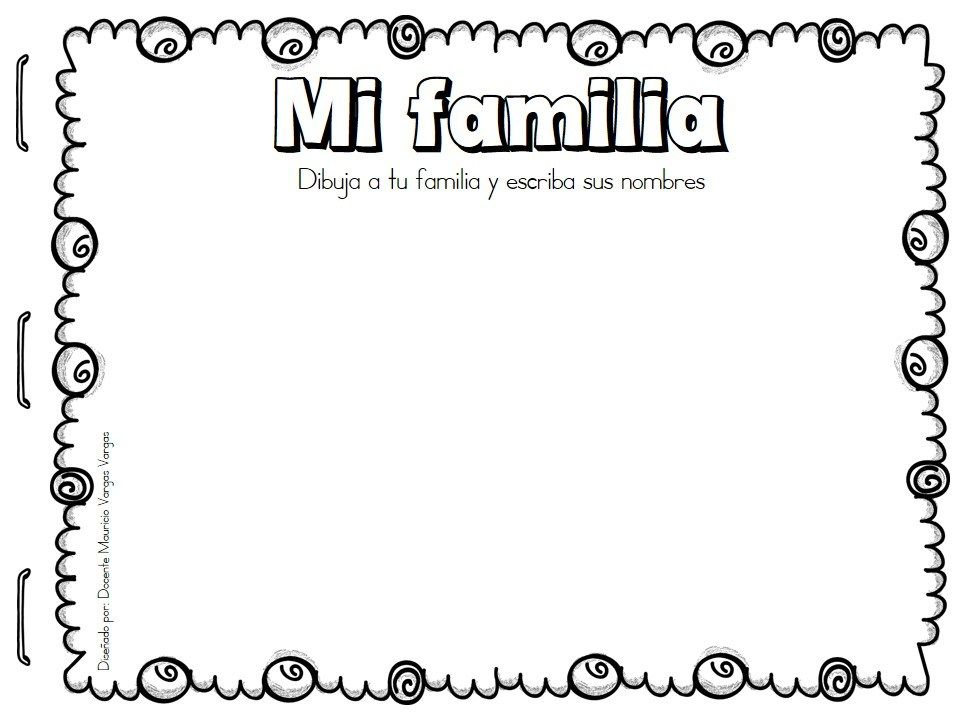 Mi familia
Dibuja a tu familia y escriba sus nombres
Diseñado por: Docente Mauricio Vargas Vargas